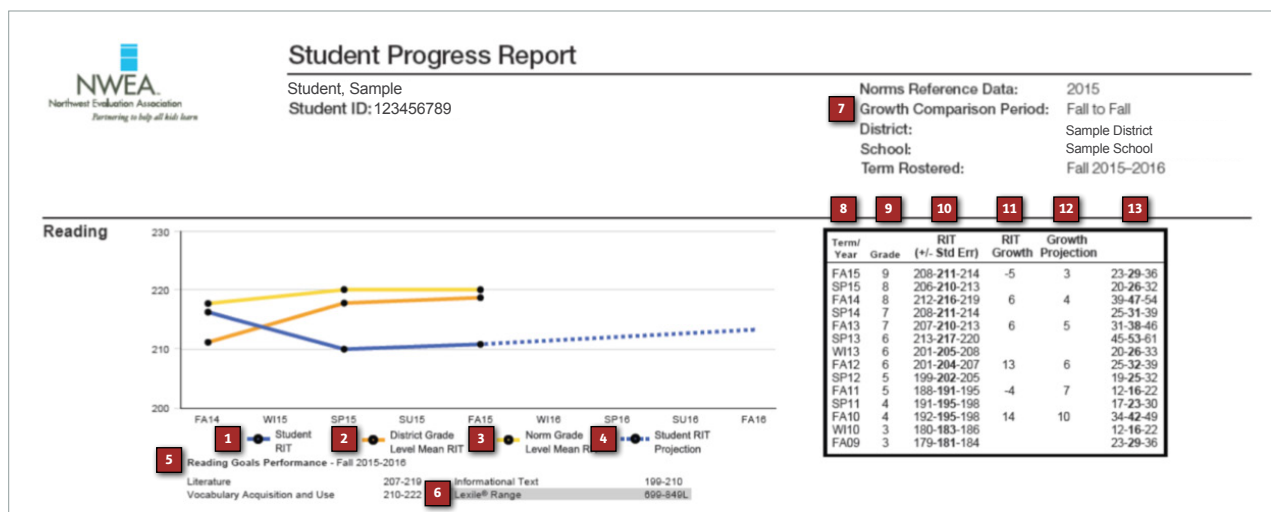 NWEA™
Northwest Evaluation Association
Partnering to help all kids learn
Student Progress Report
Student, Sample
Student ID: 123456789
Norms Reference Data: 2015
7 Growth Comparison Period: Fall to Fall
District: Sample District
School: Sample School
Term Rostered: Fall 2015–2016
Reading
230
220
210
200
FA14 WI15 SP15 SU15 FA15 WI16 SP16 SU16 FA16
1 Student RIT
2 District Grade Level Mean RIT
3 Norm Grade Level Mean R
4 Student RIT Projection
5 Reading Goals Performance - Fall 2015-2016
Literature 207-219
Vocabulary Acquisition and Use 210-222
Informational Text 199-210
6 Lexile® Range 699-849L
8 9 10 11 12 13
Term/ Year Grade RIT (+/- Std Err) RIT Growth Growth Projection
FA15 9 208-211-214 -5 3 23-29-36
SP15 8 206-210-213 20-26-32
FA14 8 212-216-219 6 4 39-47-54
SP14 7 208-211-214 25-31-39
FA13 7 207-210-213 6 5 31-38-46
SP13 6 213-217-220 45-53-61
WI13 6 201-205-208 20-26-33
FA12 6 201-204-207 13 6 25-32-39
SP12 5 199-202-205 19-25-32
FA11 5 188-191-195 -4 7 12-16-22
SP11 4 191-195-198 17-23-30
FA10 4 192-195-198 14 10 34-42-49
WI10 3 180-183-186 12-16-22
FA09 3 179-181-184 23-29-36